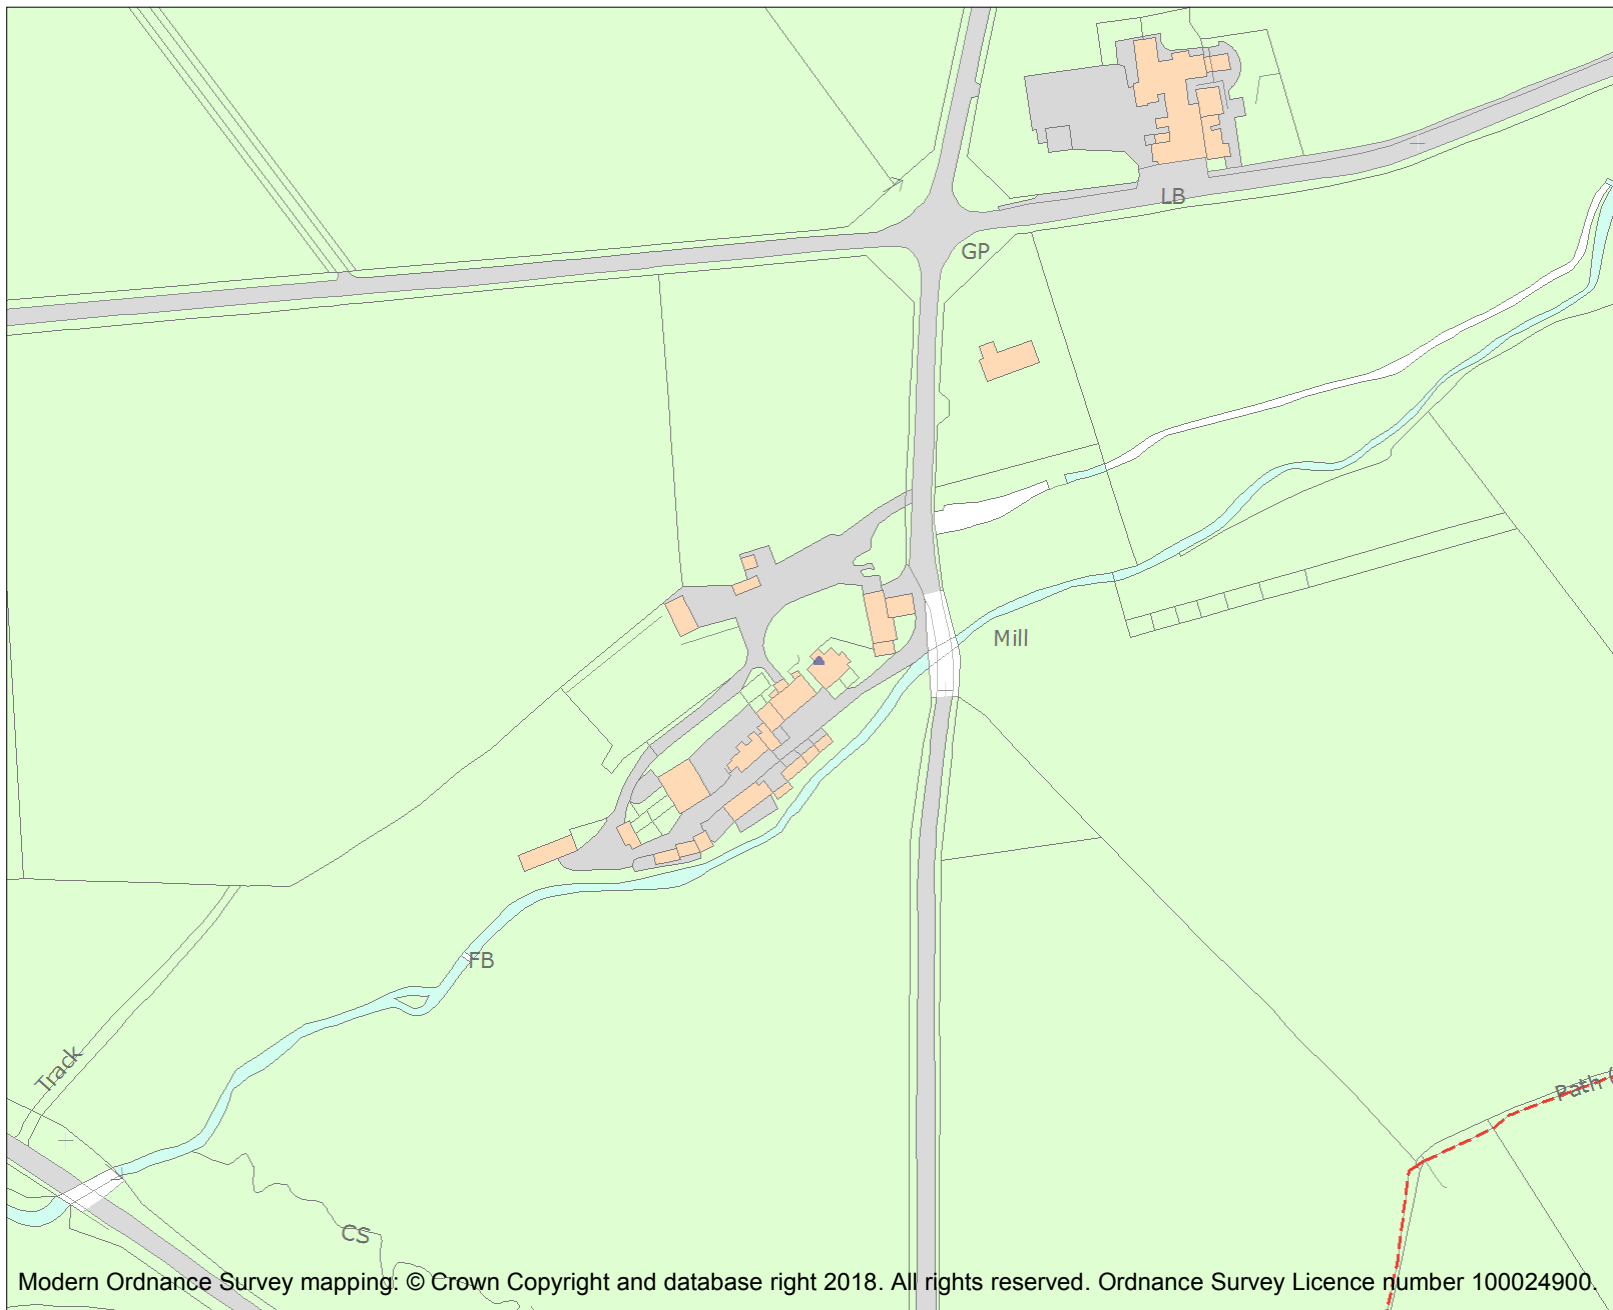 LB
GP
Mill
FB
Track
Path
CS
Modern Ordnance Survey mapping: © Crown Copyright and database right 2018. All rights reserved. Ordnance Survey Licence number 100024900.